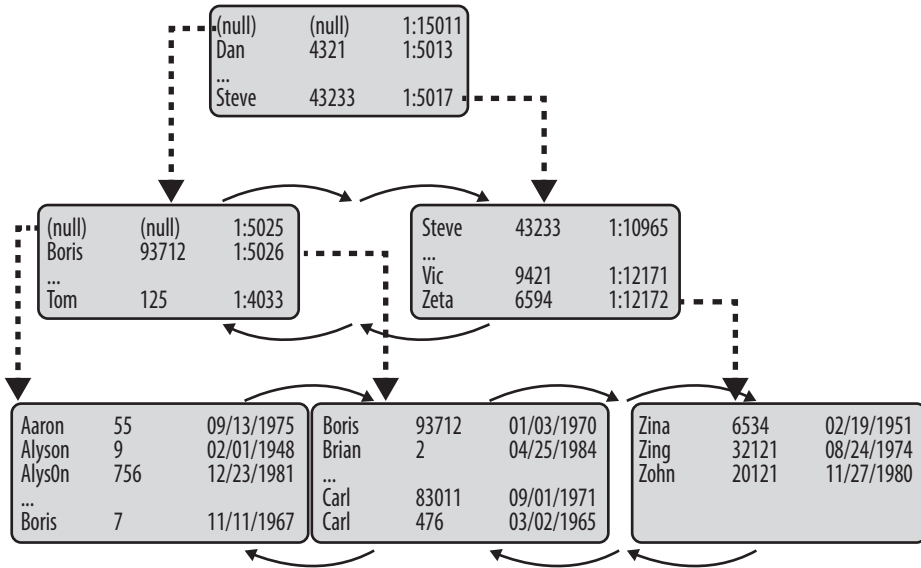 (null) (null) 1:15011
Dan 4321 1:5013
...
Steve 43233 1:5017
(null) (null) 1:5025
Boris 93712 1:5026
...
Tom 125 1:4033
Steve 43233 1:10965
...
Vic 9421 1:12171
Zeta 6594 1:12172
Aaron 55 09/13/1975
Alyson 9 02/01/1948
Alys0n 756 12/23/1981
...
Boris 7 11/11/1967
Boris 93712 01/03/1970
Brian 2 04/25/1984
...
Carl 83011 09/01/1971
Carl 476 03/02/1965
Zina 6534 02/19/1951
Zing 32121 08/24/1974
Zohn 20121 11/27/1980